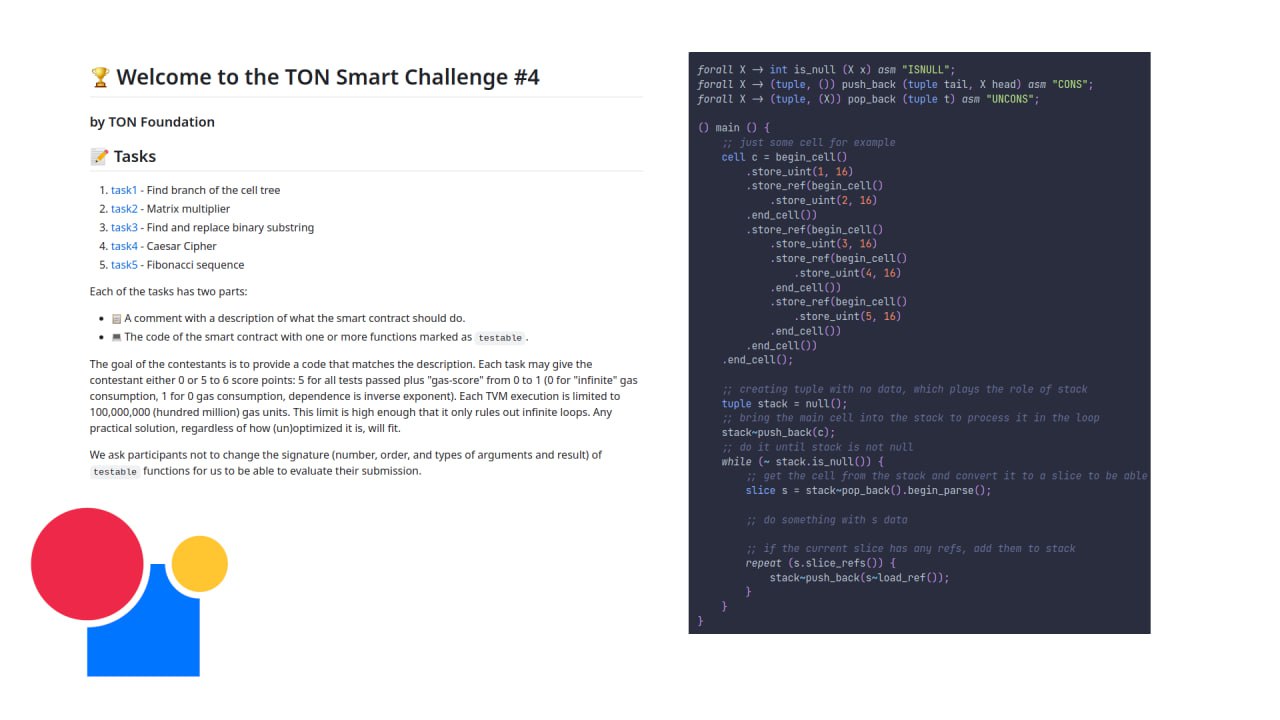 🏆 Welcome to the TON Smart Challenge #4
by TON Foundation
📝 Tasks
1. task1 - Find branch of the cell tree
2. task2 - Matrix multiplier
3. task3 - Find and replace binary substring
4. task4 - Caesar Cipher
5. task5 - Fibonacci sequence
Each of the tasks has two parts:
• A comment with a description of what the smart contract should do.
• 💻 The code of the smart contract with one or more functions marked as testable.
The goal of the contestants is to provide a code that matches the description. Each task may give the
contestant either 0 or 5 to 6 score points: 5 for all tests passed plus "gas-score" from 0 to 1 (0 for "infinite" gas
consumption, 1 for 0 gas consumption, dependence is inverse exponent). Each TVM execution is limited to
100,000,000 (hundred million) gas units. This limit is high enough that it only rules out infinite loops. Any
practical solution, regardless of how (un)optimized it is, will fit.
We ask participants not to change the signature (number, order, and types of arguments and result) of
testable functions for us to be able to evaluate their submission.
forall X -> int is_null (X x) asm "ISNULL";
forall X -> (tuple, ()) push_back (tuple tail, X head) asm "CONS";
forall X -> (tuple, (X)) pop_back (tuple t) asm "UNCONS";
() main () {
;; just some cell for example
cell c = begin_cell()
.store_uint(1, 16)
.store_ref(begin_cell()
.store_uint(2, 16)
.end_cell())
.store_ref(begin_cell()
.store_uint(3, 16)
.store_ref(begin_cell()
.store_uint(4, 16)
.end_cell())
.store_ref(begin_cell()
.store_uint(5, 16)
.end_cell())
.end_cell())
.end_cell();
;; creating tuple with no data, which plays the role of stack
tuple stack = null();
;; bring the main cell into the stack to process it in the loop
stack~push_back(c);
;; do it until stack is not null
while (~ stack.is_null()) {
;; get the cell from the stack and convert it to a slice to be able
slice s = stack~pop_back().begin_parse();
;; do something with s data
;; if the current slice has any refs, add them to stack
repeat (s.slice_refs()) {
stack~push_back(s~load_ref());
}
}
}